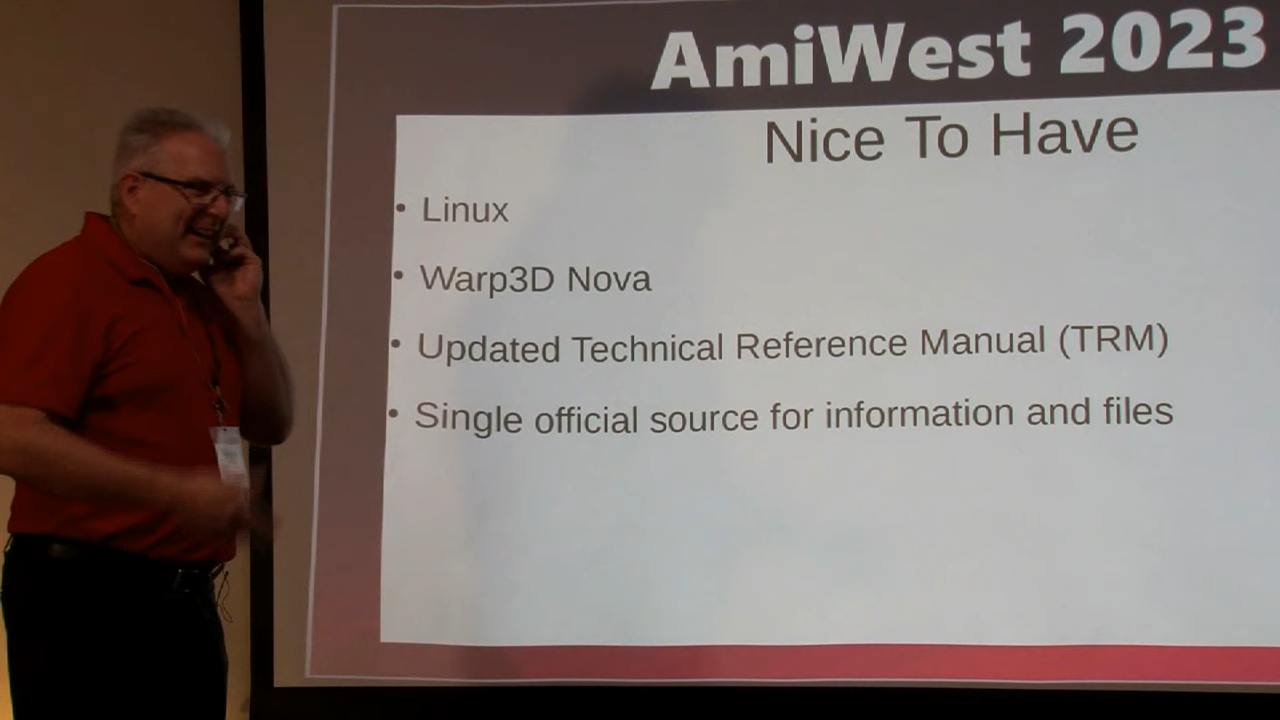 AmiWest 2023
Nice To Have
• Linux
• Warp3D Nova
• Updated Technical Reference Manual (TRM)
• Single official source for information and files